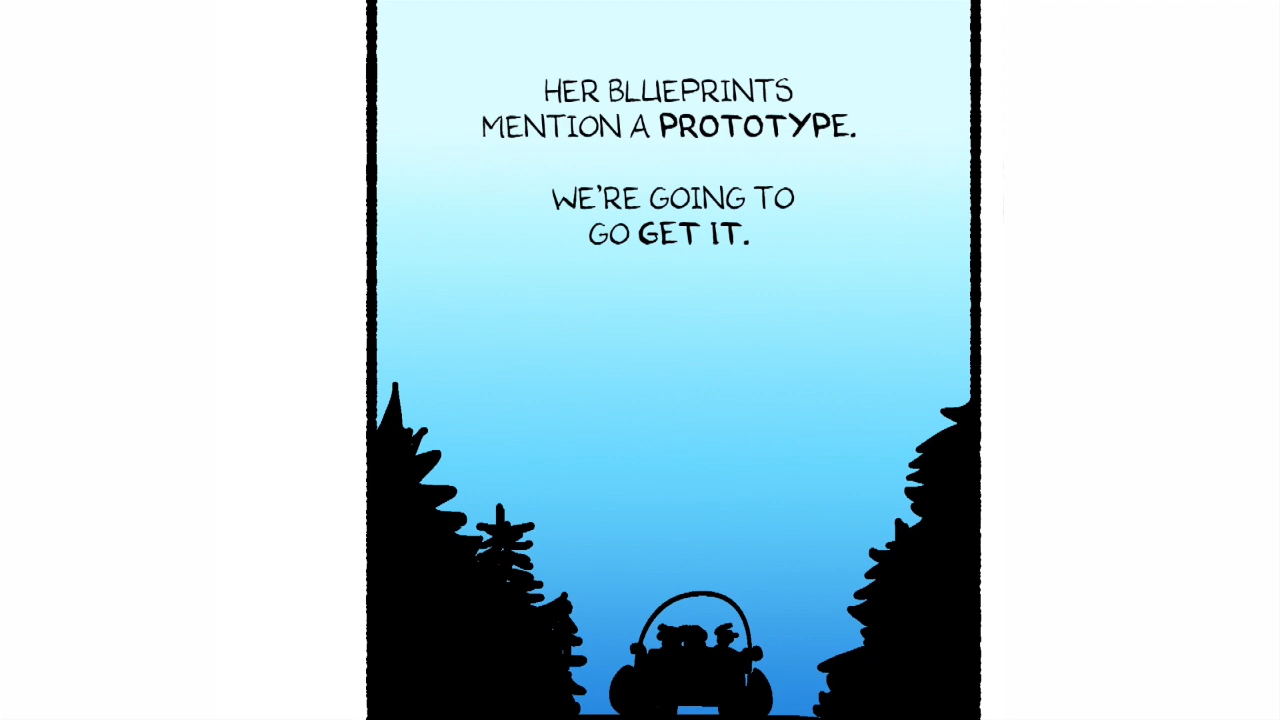 HER BLUEPRINTS
MENTION A PROTOTYPE.
WE'RE GOING TO
GO GET IT.